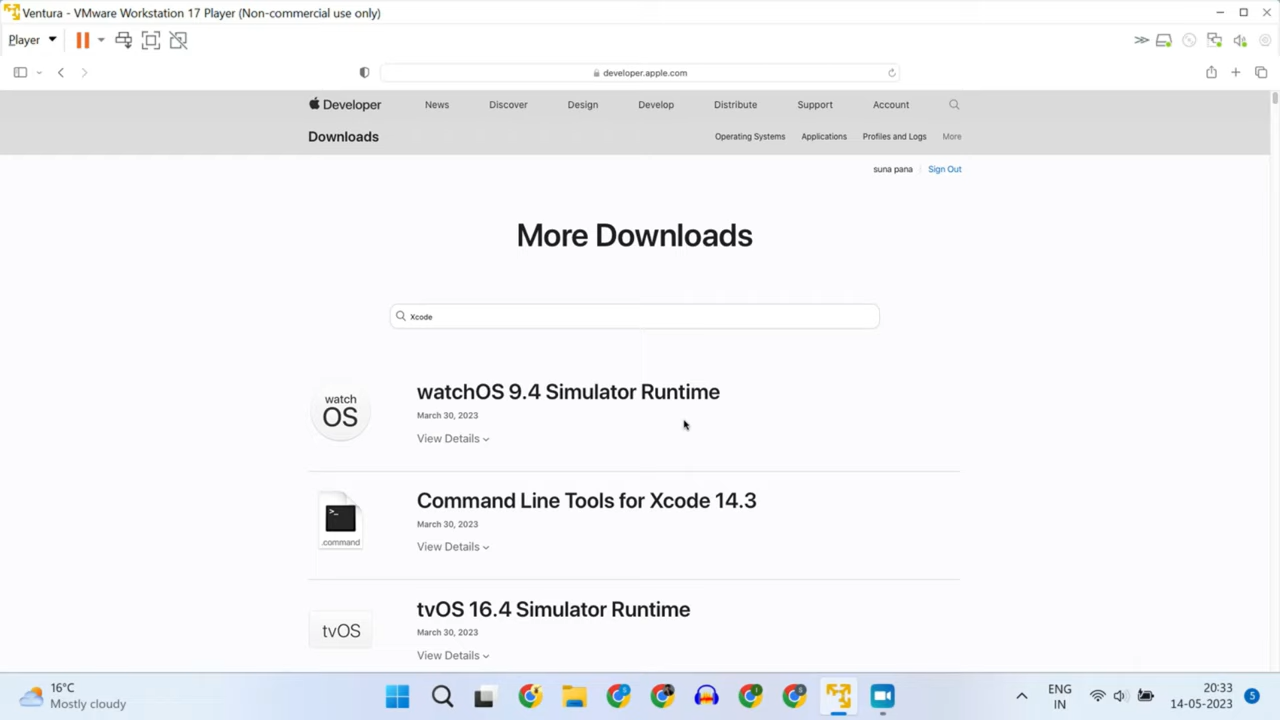 Ventura - VMware Workstation 17 Player (Non-commercial use only)
Player
developer.apple.com
Developer News Discover Design Develop Distribute Support Account
Downloads Operating Systems Applications Profiles and Logs More
suna pana Sign Out
More Downloads
Xcode
watch
OS
watchOS 9.4 Simulator Runtime
March 30, 2023
View Details
>_
.command
Command Line Tools for Xcode 14.3
March 30, 2023
View Details
tvOS
tvOS 16.4 Simulator Runtime
March 30, 2023
View Details
16°C
Mostly cloudy
ENG
IN
20:33
14-05-2023
5